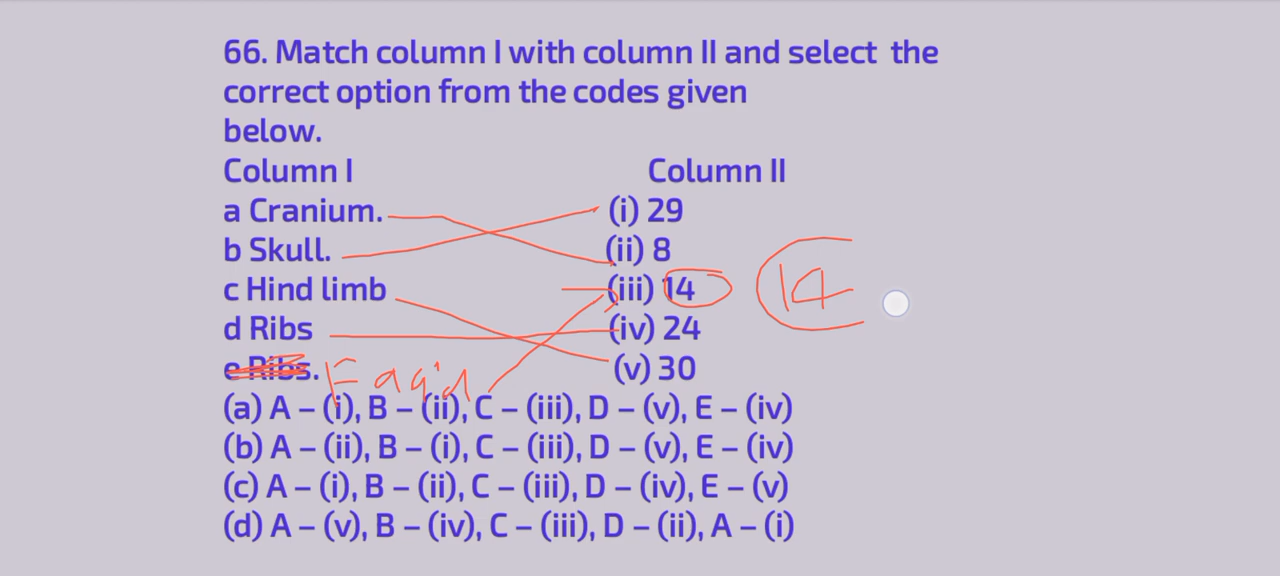 66. Match column I with column II and select the
correct option from the codes given
below.
Column I Column II
a Cranium. (i) 29
b Skull. (ii) 8
c Hind limb (iii) 14 14
d Ribs (iv) 24
e Ribs. (v) 30
(a) A – (i), B – (ii), C – (iii), D – (v), E – (iv)
(b) A – (ii), B – (i), C – (iii), D – (v), E – (iv)
(c) A – (i), B – (ii), C – (iii), D – (iv), E – (v)
(d) A – (v), B – (iv), C – (iii), D – (ii), A – (i)